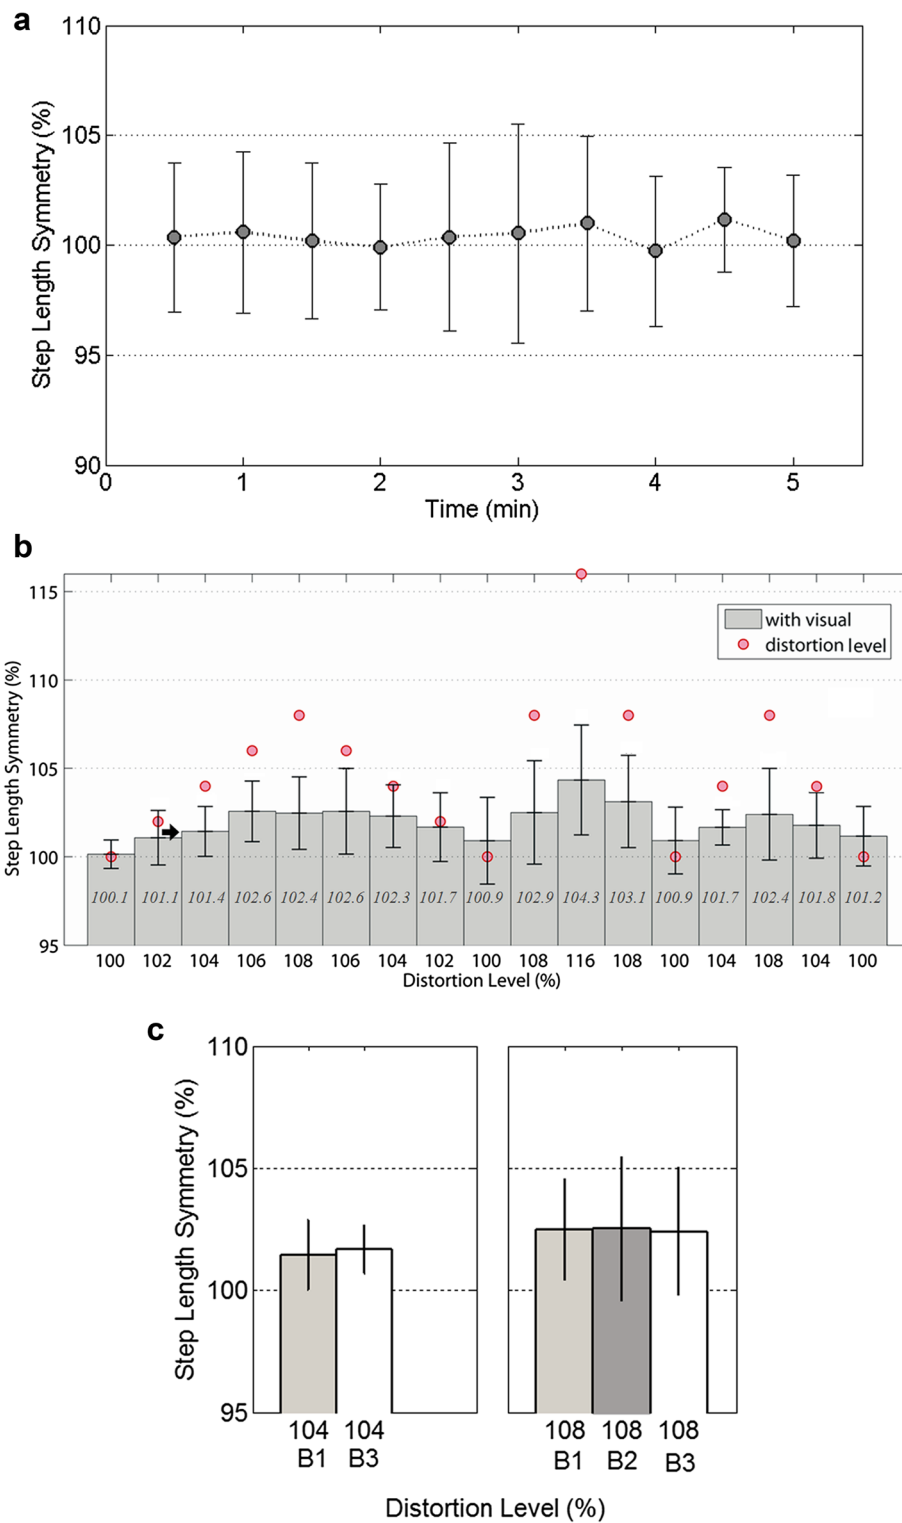 a
Step Length Symmetry (%)
110
105
100
95
90
0 1 2 3 4 5
Time (min)
b
Step Length Symmetry (%)
115
110
105
100
95
with visual
distortion level
100.1 101.1 101.4 102.6 102.4 102.6 102.3 101.7 100.9 102.9 104.3 103.1 100.9 101.7 102.4 101.8 101.2
100 102 104 106 108 106 104 102 100 108 116 108 100 104 108 104 100
Distortion Level (%)
c
Step Length Symmetry (%)
110
105
100
95
104 104 108 108 108
B1 B3 B1 B2 B3
Distortion Level (%)